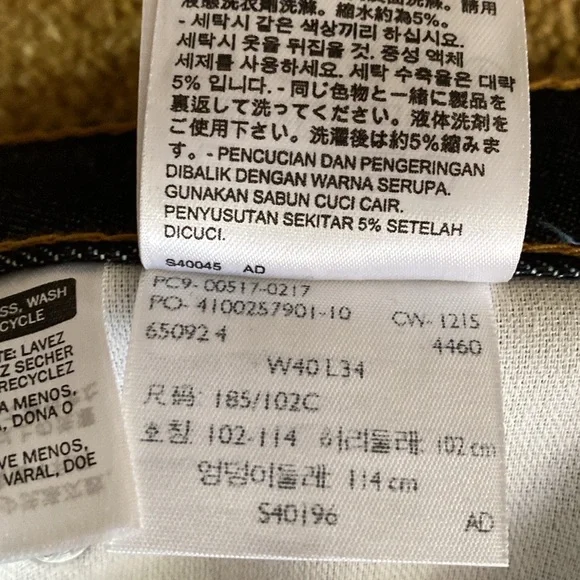 液態洗衣劑洗滌。縮水約為5%。
- 세탁시 같은 색상끼리 하십시요.
세탁시 옷을 뒤집을 것. 중성 액체
세제를 사용하세요. 세탁 수축율은 대략
5% 입니다. - 同じ色物と一緒に製品を
裏返して洗ってください。液体洗剤を
ご使用下さい。洗濯後は約5%縮みま
す。- PENCUCIAN DAN PENGERINGAN
DIBALIK DENGAN WARNA SERUPA.
GUNAKAN SABUN CUCI CAIR.
PENYUSUTAN SEKITAR 5% SETELAH
DICUCI.
S40045 AD
PC9- 00517-0217
PO- 4100257901-10 CW- 1215
65092 4 4460
W40 L34
尺码: 185/102C
호칭: 102-114 허리둘레: 102 cm
엉덩이둘레: 114 cm
S40196 AD
SS, WASH
CYCLE
TE: LAVEZ
Z SECHER
RECYCLEZ
A MENOS,
, DONA O
VE MENOS,
VARAL, DOE